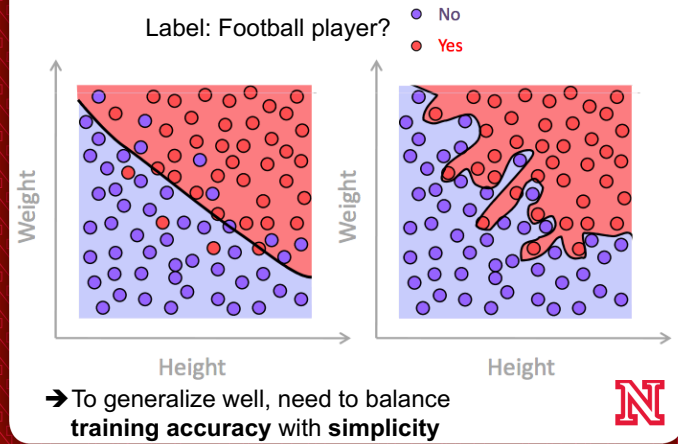 Label: Football player?
No
Yes
Weight
Weight
Height
Height
➔ To generalize well, need to balance
training accuracy with simplicity
N